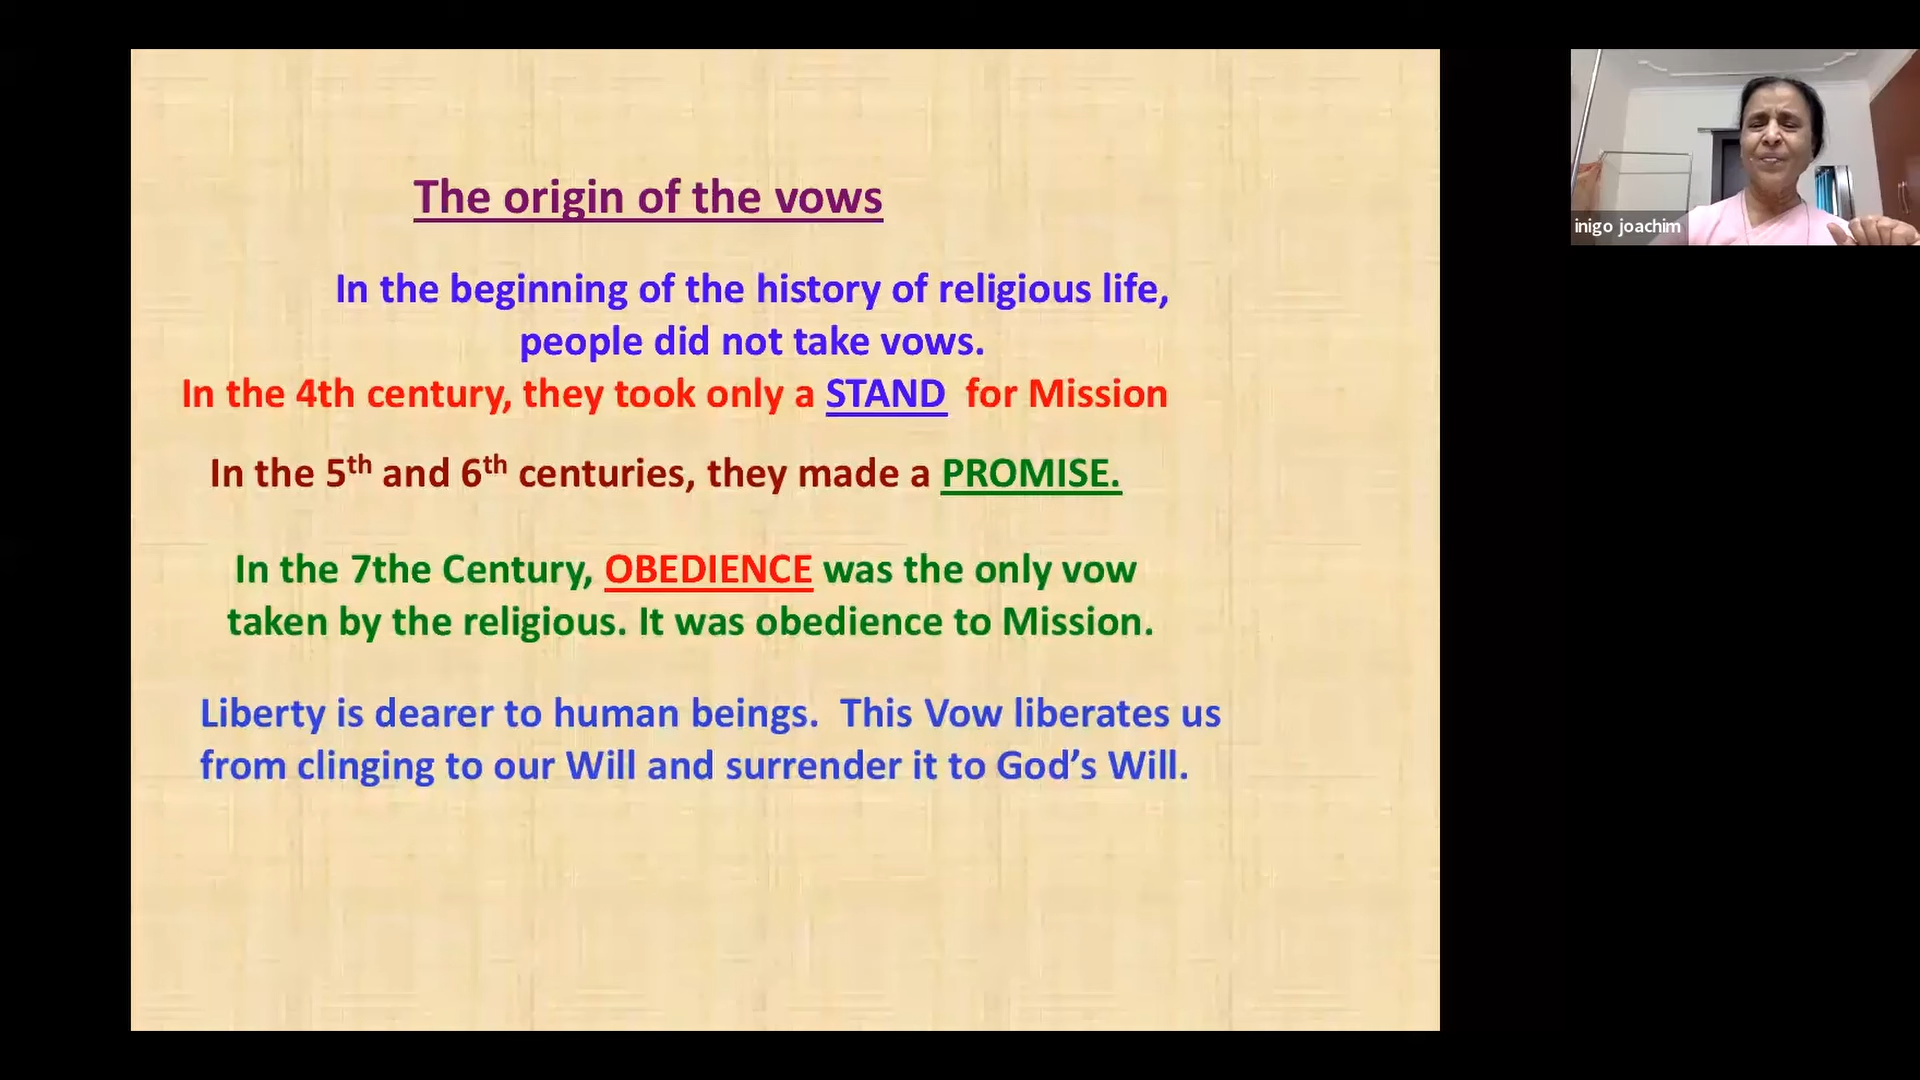 The origin of the vows
In the beginning of the history of religious life,
people did not take vows.
In the 4th century, they took only a STAND for Mission
In the 5th and 6th centuries, they made a PROMISE.
In the 7the Century, OBEDIENCE was the only vow
taken by the religious. It was obedience to Mission.
Liberty is dearer to human beings. This Vow liberates us
from clinging to our Will and surrender it to God’s Will.
inigo joachim